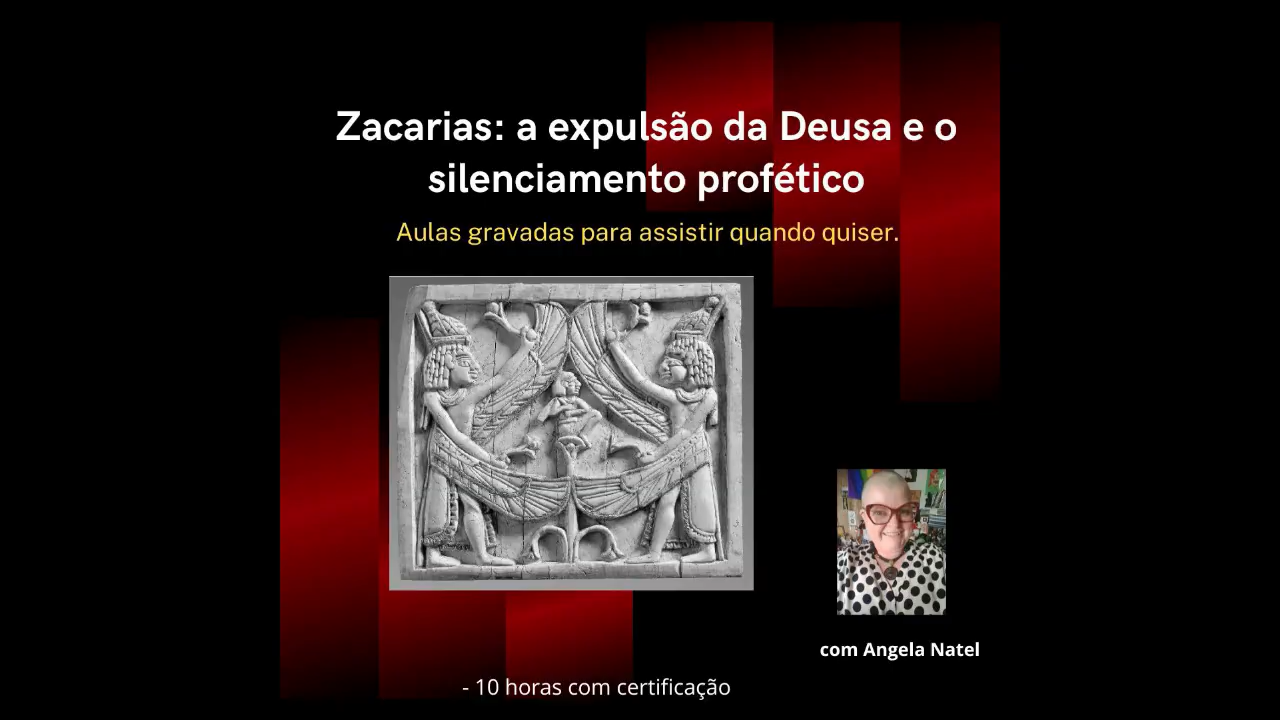 Zacarias: a expulsão da Deusa e o
silenciamento profético
Aulas gravadas para assistir quando quiser.
com Angela Natel
- 10 horas com certificação